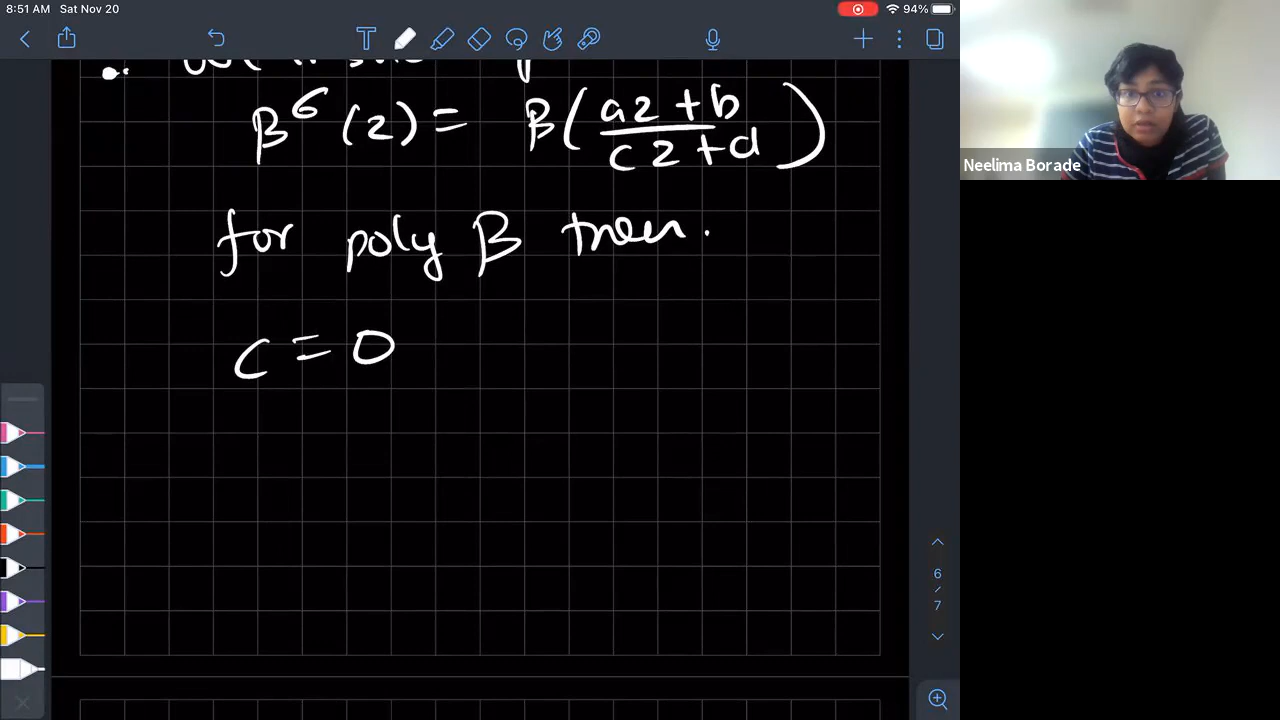 8:51 AM Sat Nov 20
94%
β^σ (z) = β( (az + b) / (cz + d) )
for poly β then.
c = 0
6
/
7
Neelima Borade